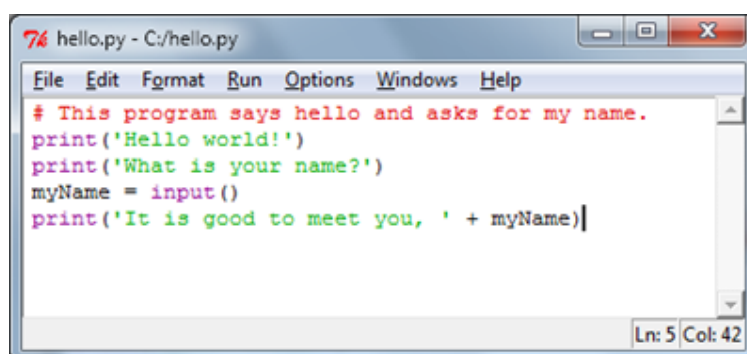 hello.py - C:/hello.py
File Edit Format Run Options Windows Help
# This program says hello and asks for my name.
print('Hello world!')
print('What is your name?')
myName = input()
print('It is good to meet you, ' + myName)
Ln: 5 Col: 42